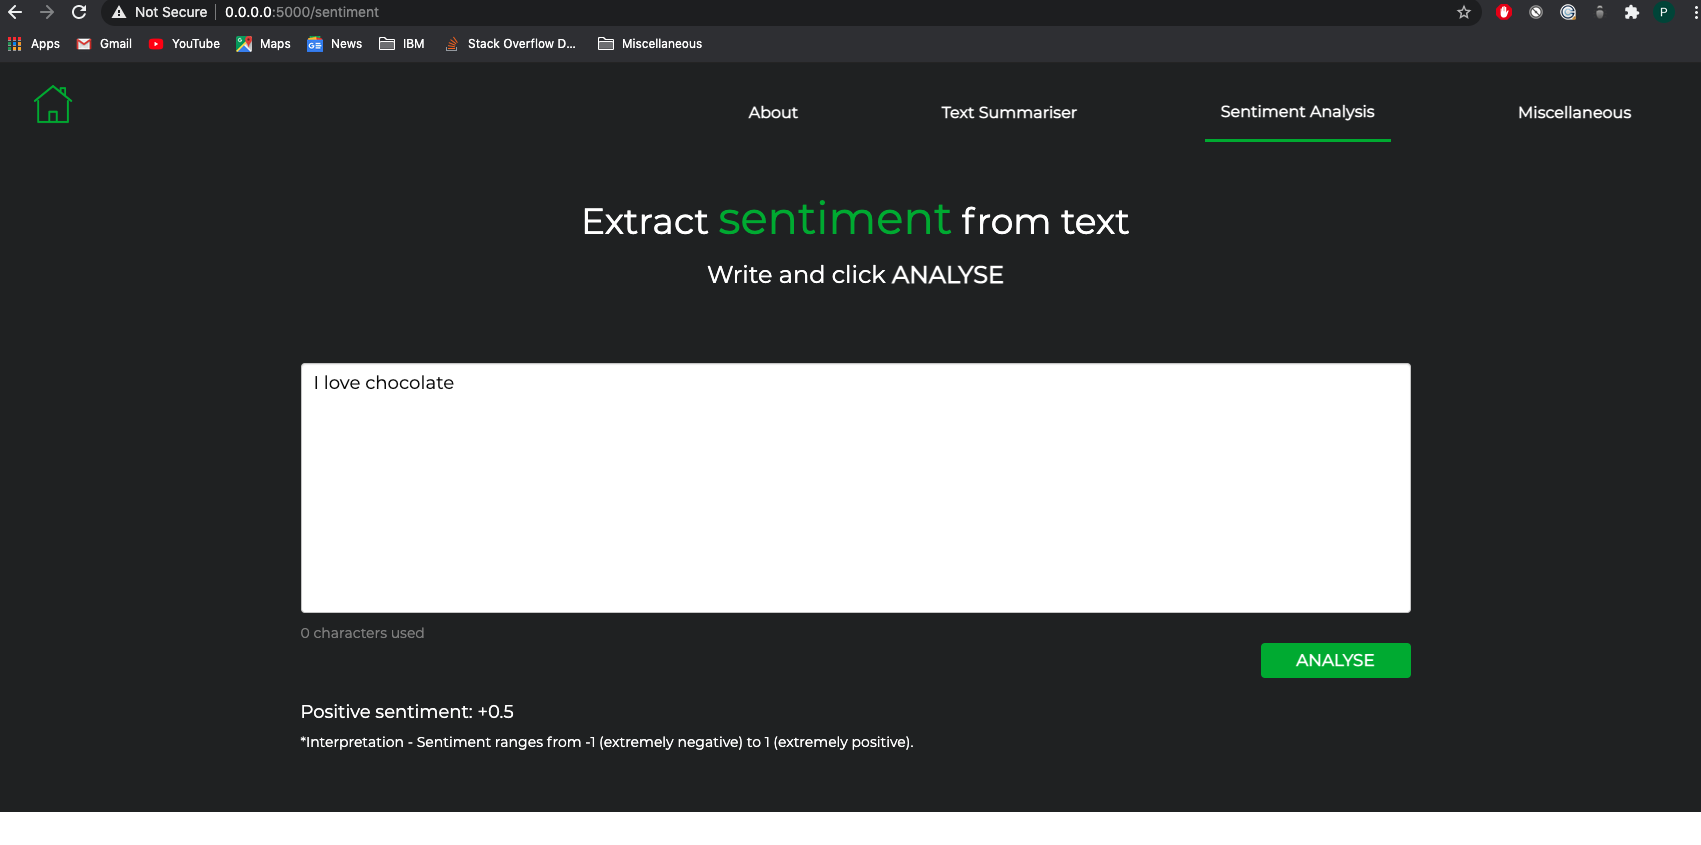 Not Secure | 0.0.0.0:5000/sentiment P
Apps Gmail YouTube Maps News IBM Stack Overflow D... Miscellaneous
About Text Summariser Sentiment Analysis Miscellaneous
Extract sentiment from text
Write and click ANALYSE
I love chocolate
0 characters used
ANALYSE
Positive sentiment: +0.5
*Interpretation - Sentiment ranges from -1 (extremely negative) to 1 (extremely positive).